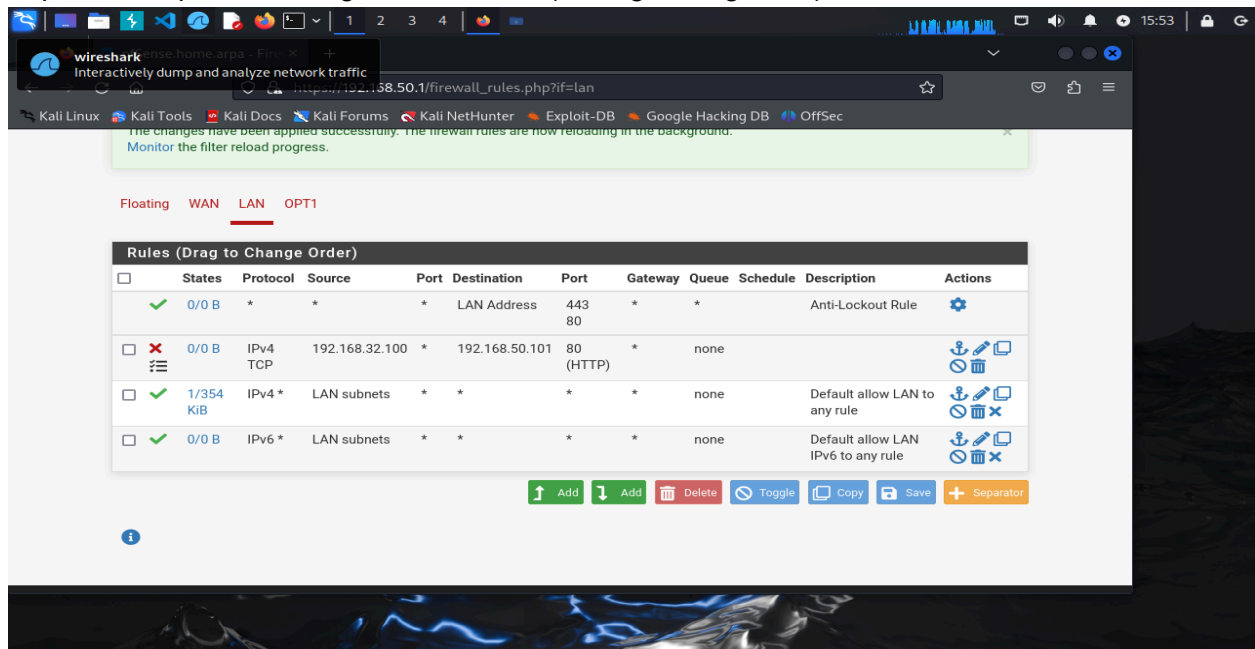 1 2 3 4
15:53
wireshark
Interactively dump and analyze network traffic
ense.home.arpa - Fire
192.168.50.1/firewall_rules.php?if=lan
Kali Linux Kali Tools Kali Docs Kali Forums Kali NetHunter Exploit-DB Google Hacking DB OffSec
The changes have been applied successfully. The firewall rules are now reloading in the background.
Monitor the filter reload progress.
Floating WAN LAN OPT1
Rules (Drag to Change Order)
States Protocol Source Port Destination Port Gateway Queue Schedule Description Actions
0/0 B * * * LAN Address 443 * * Anti-Lockout Rule
80
0/0 B IPv4 192.168.32.100 * 192.168.50.101 80 * none
TCP (HTTP)
1/354 IPv4 * LAN subnets * * * * none Default allow LAN to
KiB any rule
0/0 B IPv6 * LAN subnets * * * * none Default allow LAN
IPv6 to any rule
Add Add Delete Toggle Copy Save Separator